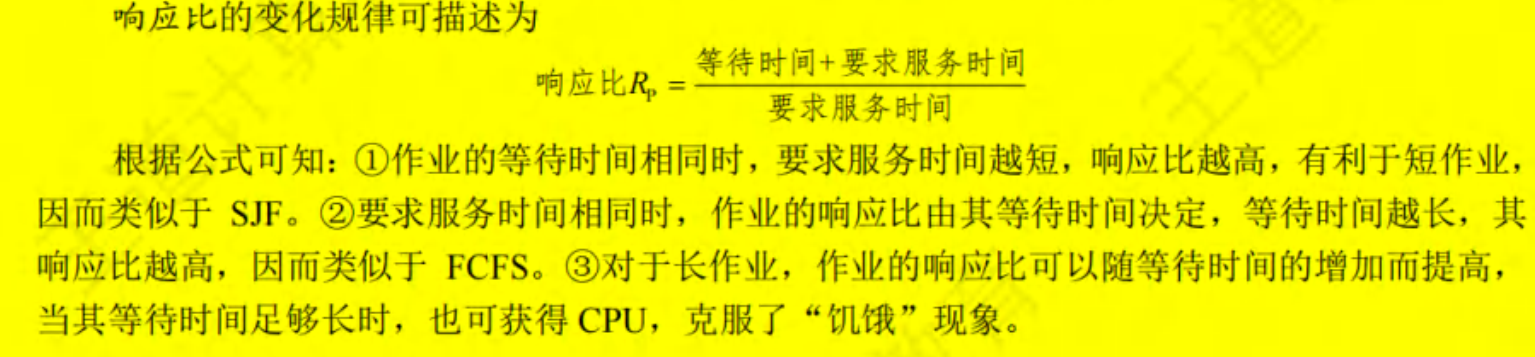 响应比的变化规律可描述为
响应比R_P = (等待时间+要求服务时间)/(要求服务时间)
根据公式可知：①作业的等待时间相同时，要求服务时间越短，响应比越高，有利于短作业，
因而类似于 SJF。②要求服务时间相同时，作业的响应比由其等待时间决定，等待时间越长，其
响应比越高，因而类似于 FCFS。③对于长作业，作业的响应比可以随等待时间的增加而提高，
当其等待时间足够长时，也可获得 CPU，克服了“饥饿”现象。